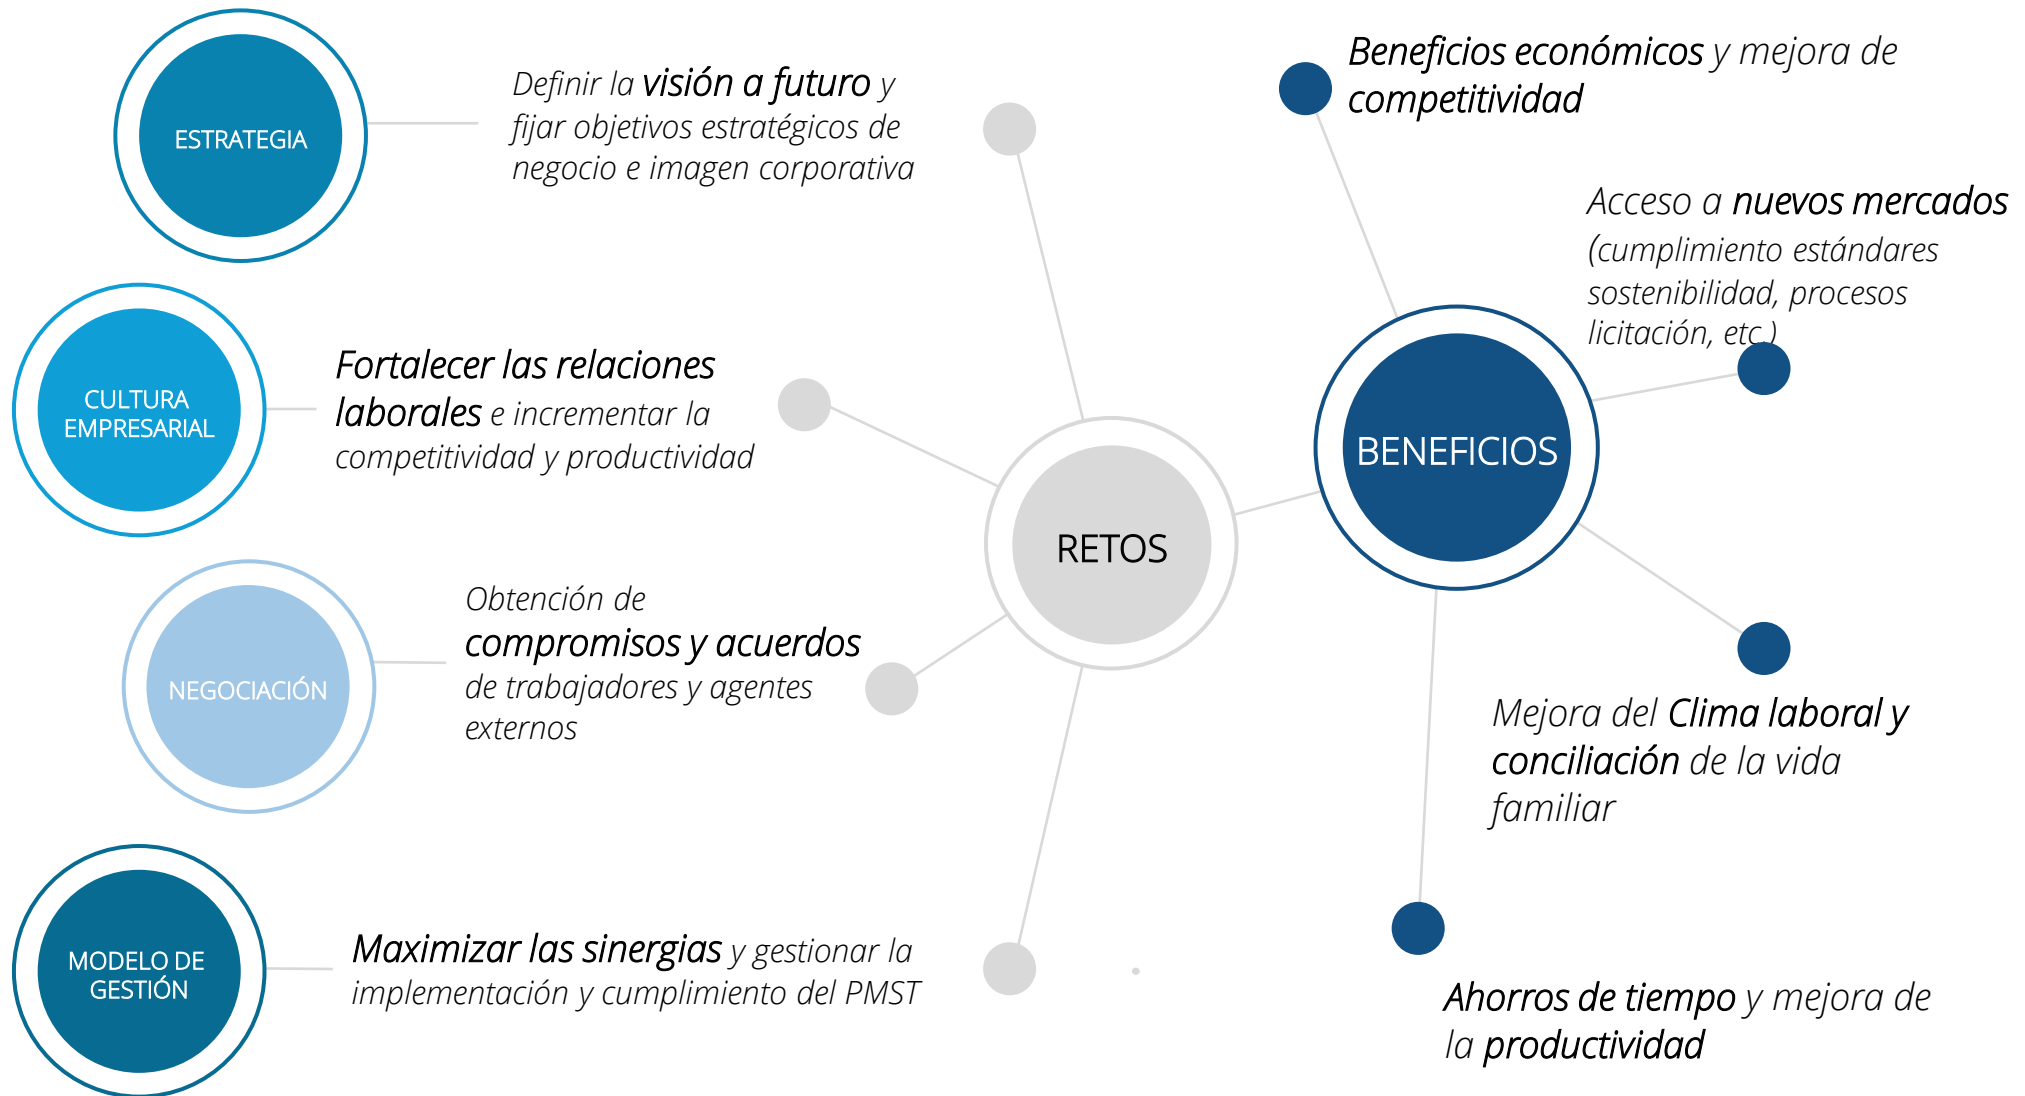 ESTRATEGIA
Definir la visión a futuro y
fijar objetivos estratégicos de
negocio e imagen corporativa
CULTURA
EMPRESARIAL
Fortalecer las relaciones
laborales e incrementar la
competitividad y productividad
NEGOCIACIÓN
Obtención de
compromisos y acuerdos
de trabajadores y agentes
externos
MODELO DE
GESTIÓN
Maximizar las sinergias y gestionar la
implementación y cumplimiento del PMST
RETOS
BENEFICIOS
Beneficios económicos y mejora de
competitividad
Acceso a nuevos mercados
(cumplimiento estándares
sostenibilidad, procesos
licitación, etc.)
Mejora del Clima laboral y
conciliación de la vida
familiar
Ahorros de tiempo y mejora de
la productividad